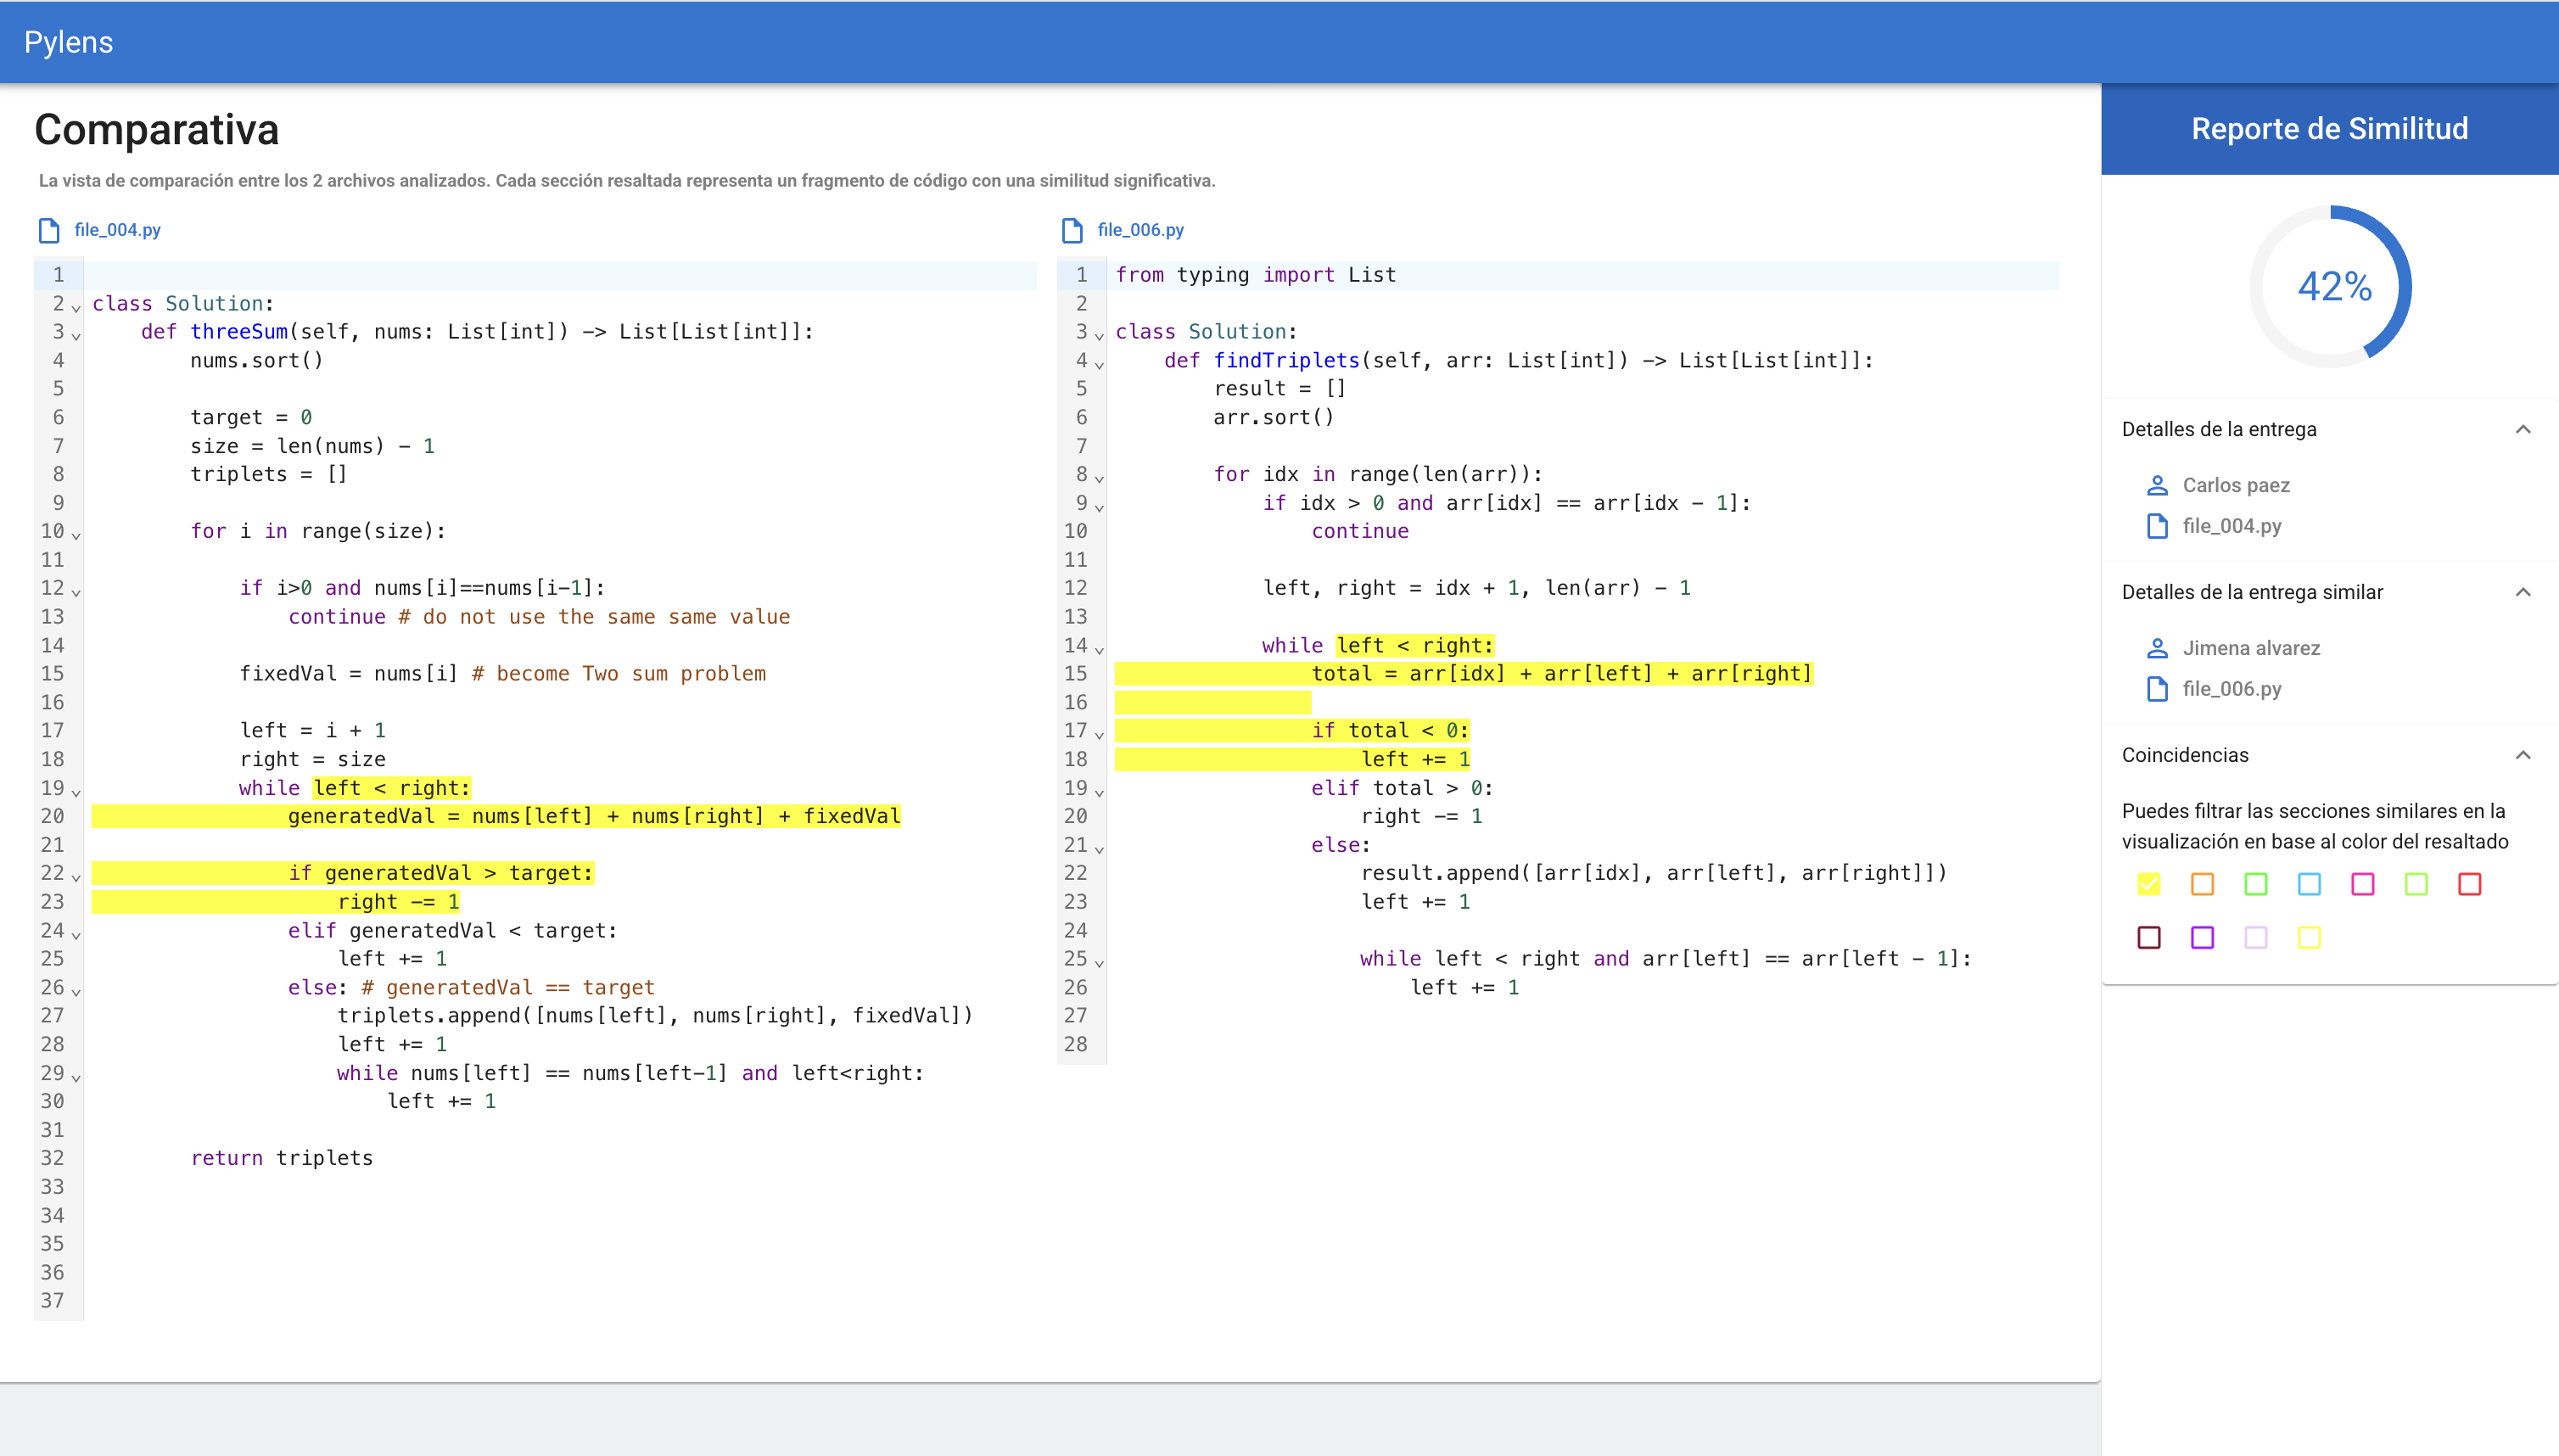 Pylens
Comparativa
La vista de comparación entre los 2 archivos analizados. Cada sección resaltada representa un fragmento de código con una similitud significativa.
file_004.py
1
2 class Solution:
3     def threeSum(self, nums: List[int]) -> List[List[int]]:
4         nums.sort()
5
6         target = 0
7         size = len(nums) - 1
8         triplets = []
9
10         for i in range(size):
11
12             if i>0 and nums[i]==nums[i-1]:
13                 continue # do not use the same same value
14
15             fixedVal = nums[i] # become Two sum problem
16
17             left = i + 1
18             right = size
19             while left < right:
20                 generatedVal = nums[left] + nums[right] + fixedVal
21
22                 if generatedVal > target:
23                     right -= 1
24                 elif generatedVal < target:
25                     left += 1
26                 else: # generatedVal == target
27                     triplets.append([nums[left], nums[right], fixedVal])
28                     left += 1
29                     while nums[left] == nums[left-1] and left<right:
30                         left += 1
31
32         return triplets
33
34
35
36
37
file_006.py
1 from typing import List
2
3 class Solution:
4     def findTriplets(self, arr: List[int]) -> List[List[int]]:
5         result = []
6         arr.sort()
7
8         for idx in range(len(arr)):
9             if idx > 0 and arr[idx] == arr[idx - 1]:
10                 continue
11
12             left, right = idx + 1, len(arr) - 1
13
14             while left < right:
15                 total = arr[idx] + arr[left] + arr[right]
16
17                 if total < 0:
18                     left += 1
19                 elif total > 0:
20                     right -= 1
21                 else:
22                     result.append([arr[idx], arr[left], arr[right]])
23                     left += 1
24
25                     while left < right and arr[left] == arr[left - 1]:
26                         left += 1
27
28
Reporte de Similitud
42%
Detalles de la entrega
Carlos paez
file_004.py
Detalles de la entrega similar
Jimena alvarez
file_006.py
Coincidencias
Puedes filtrar las secciones similares en la
visualización en base al color del resaltado